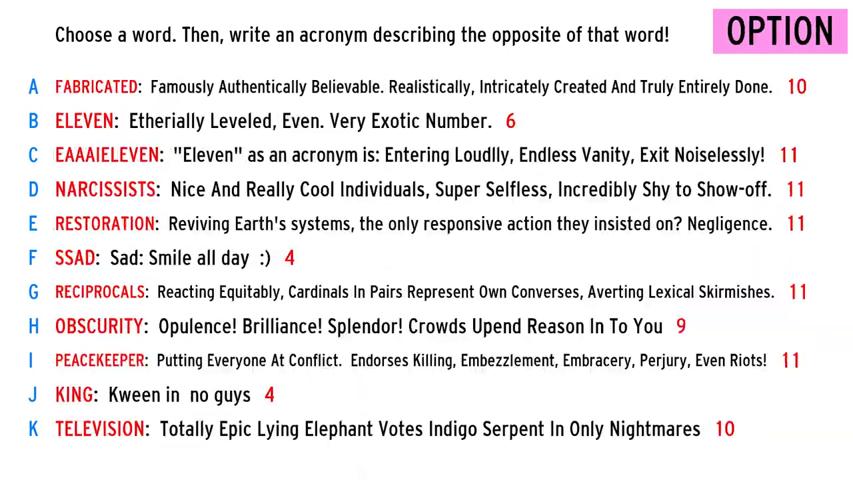 Choose a word. Then, write an acronym describing the opposite of that word!
OPTION
A FABRICATED: Famously Authentically Believable. Realistically, Intricately Created And Truly Entirely Done. 10
B ELEVEN: Etherially Leveled, Even. Very Exotic Number. 6
C EAAAIELEVEN: "Eleven" as an acronym is: Entering Loudlly, Endless Vanity, Exit Noiselessly! 11
D NARCISSISTS: Nice And Really Cool Individuals, Super Selfless, Incredibly Shy to Show-off. 11
E RESTORATION: Reviving Earth's systems, the only responsive action they insisted on? Negligence. 11
F SSAD: Sad: Smile all day :) 4
G RECIPROCALS: Reacting Equitably, Cardinals In Pairs Represent Own Converses, Averting Lexical Skirmishes. 11
H OBSCURITY: Opulence! Brilliance! Splendor! Crowds Upend Reason In To You 9
I PEACEKEEPER: Putting Everyone At Conflict. Endorses Killing, Embezzlement, Embracery, Perjury, Even Riots! 11
J KING: Kween in no guys 4
K TELEVISION: Totally Epic Lying Elephant Votes Indigo Serpent In Only Nightmares 10